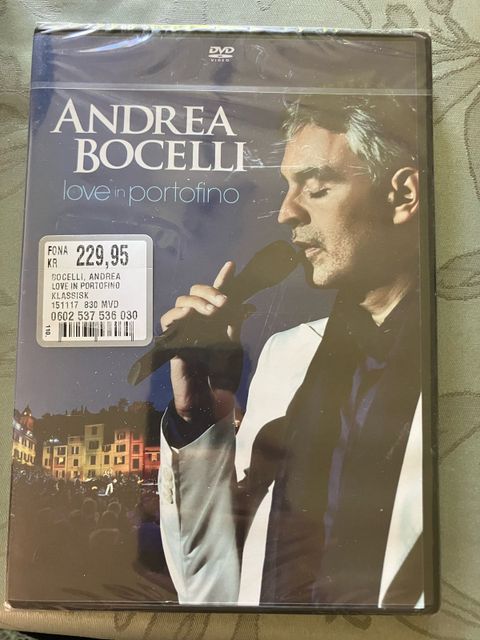 DVD
VIDEO
ANDREA
BOCELLI
love in portofino
FONA
KR 229,95
BOCELLI, ANDREA
LOVE IN PORTOFINO
KLASSISK
151117 830 MVD
0602 537 536 030
110